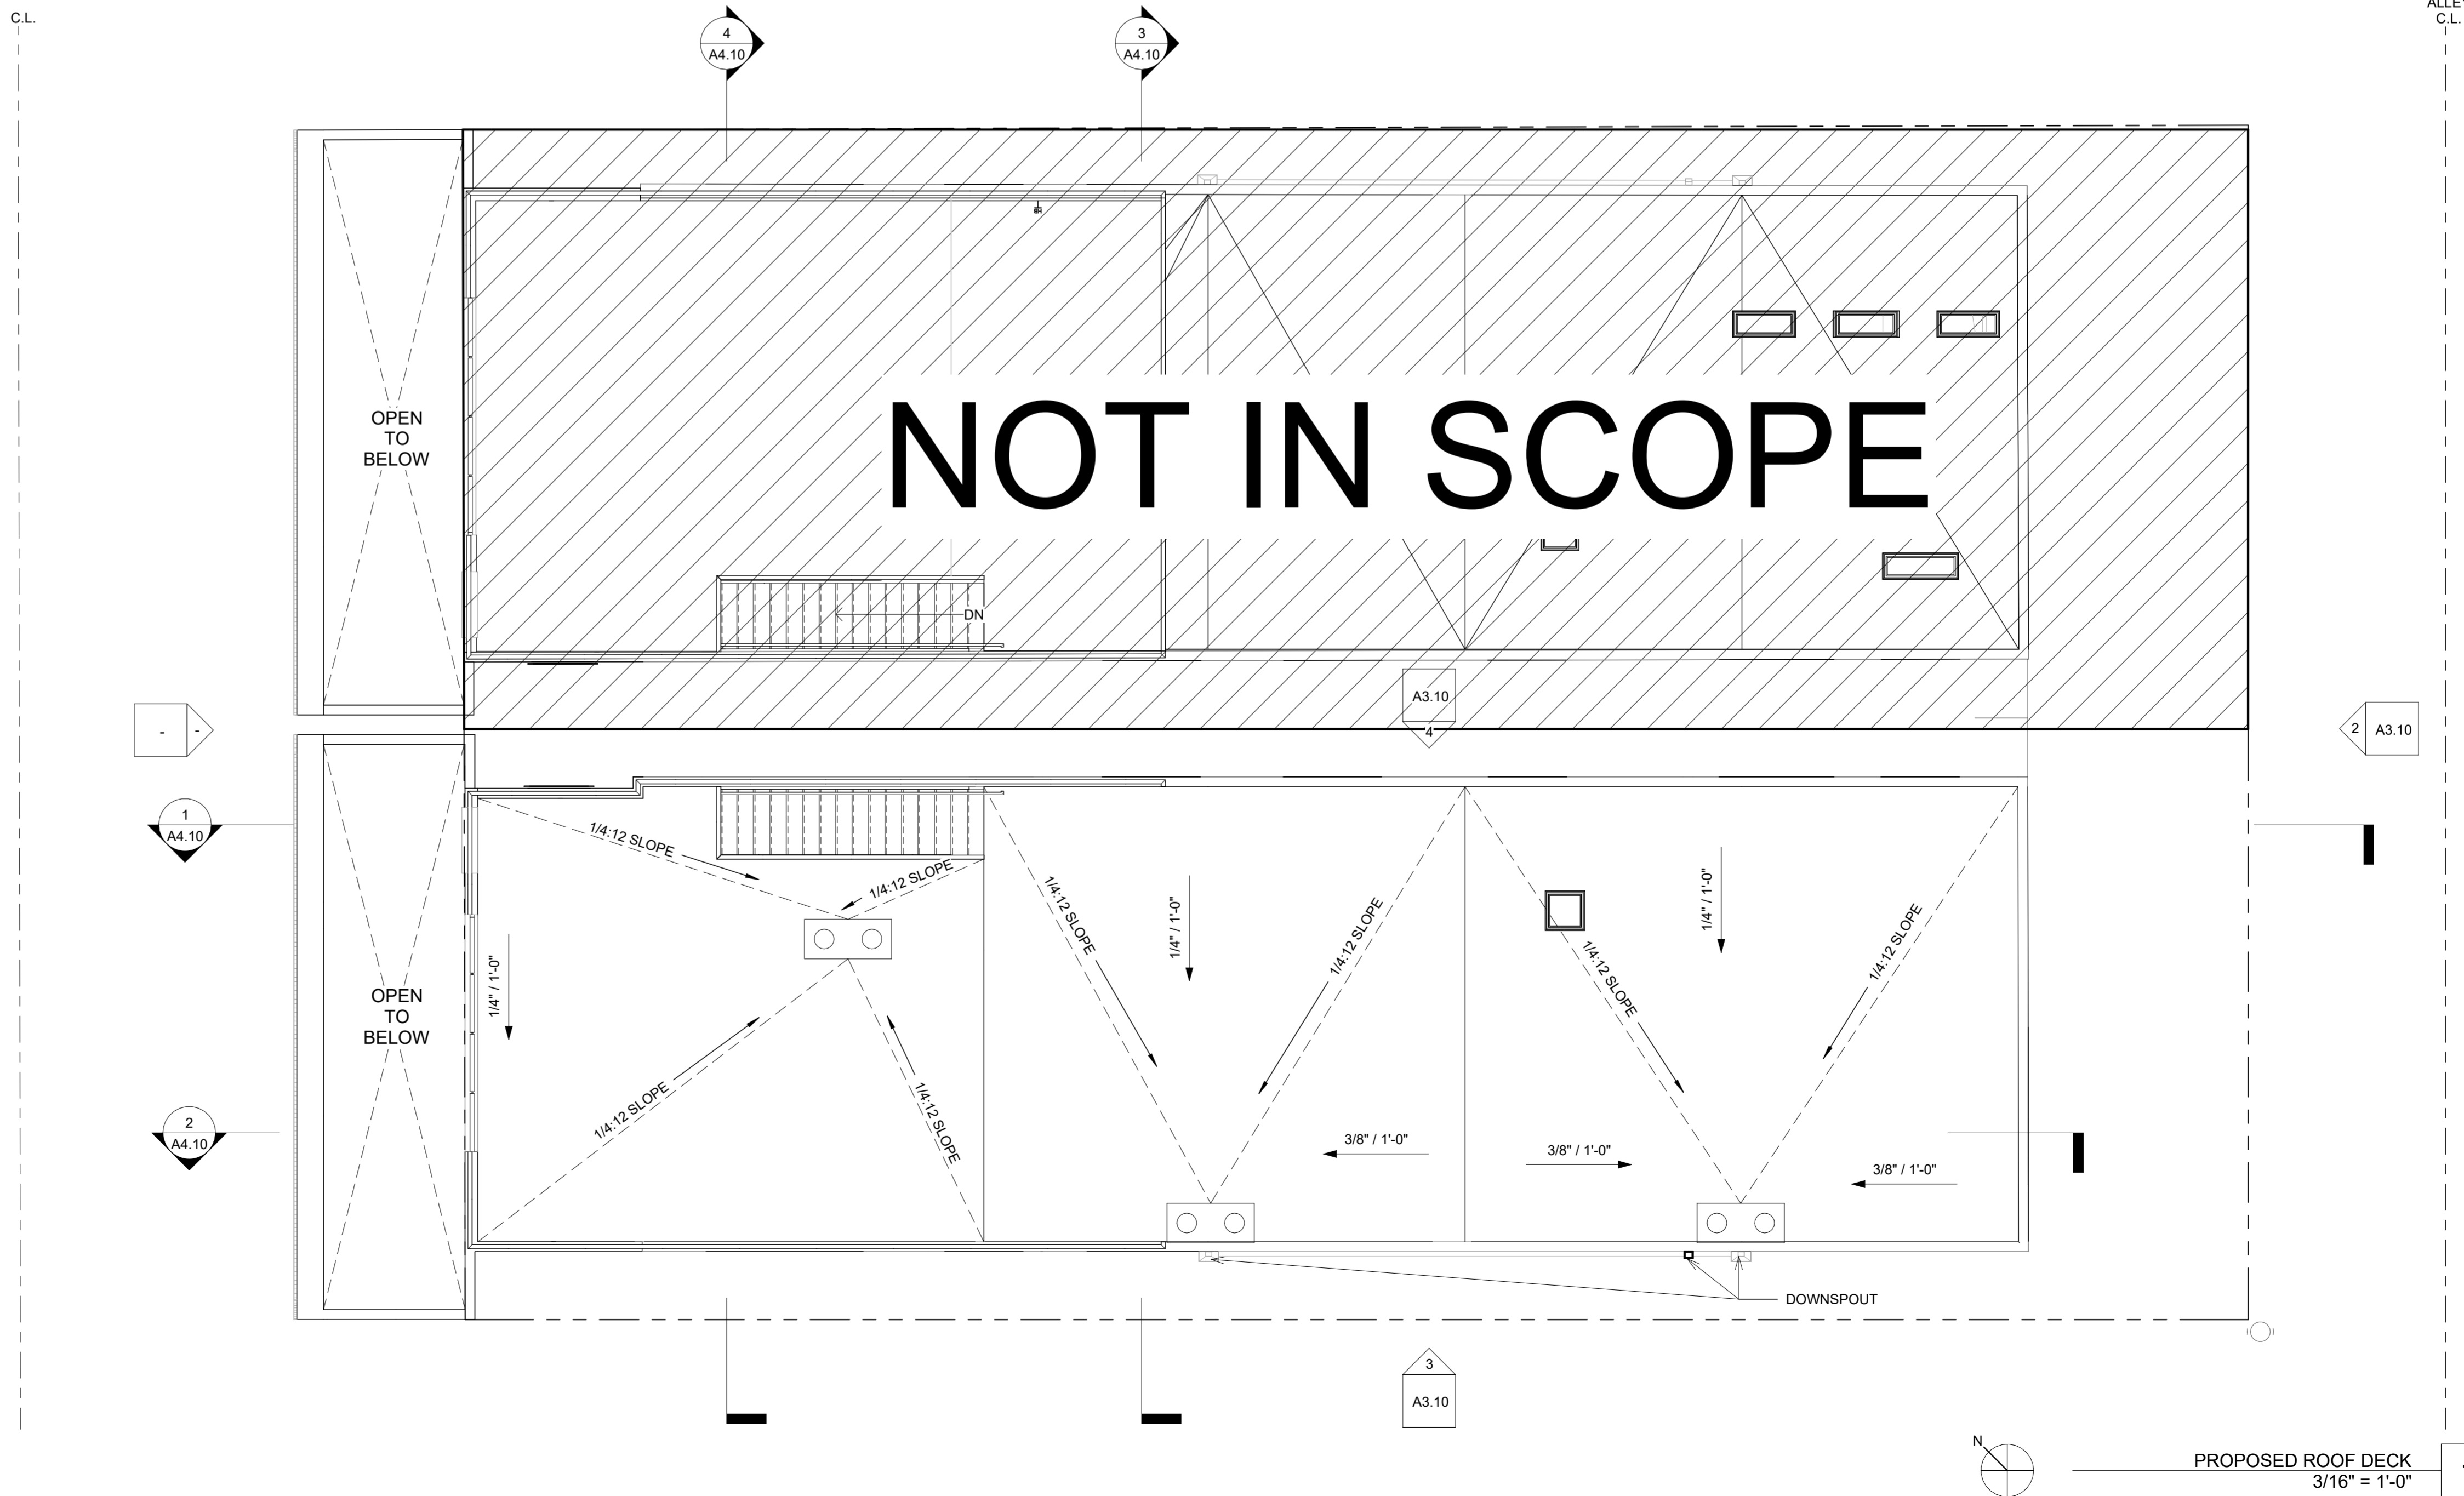 C.L.
ALLE
C.L.
4
A4.10
3
A4.10
OPEN
TO
BELOW
NOT IN SCOPE
DN
A3.10
4
-
-
2
A3.10
1
A4.10
1/4:12 SLOPE
1/4:12 SLOPE
1/4:12 SLOPE
1/4" / 1'-0"
1/4:12 SLOPE
1/4:12 SLOPE
1/4" / 1'-0"
1/4:12 SLOPE
1/4" / 1'-0"
OPEN
TO
BELOW
1/4:12 SLOPE
1/4:12 SLOPE
2
A4.10
3/8" / 1'-0"
3/8" / 1'-0"
3/8" / 1'-0"
DOWNSPOUT
3
A3.10
N
PROPOSED ROOF DECK
3/16" = 1'-0"